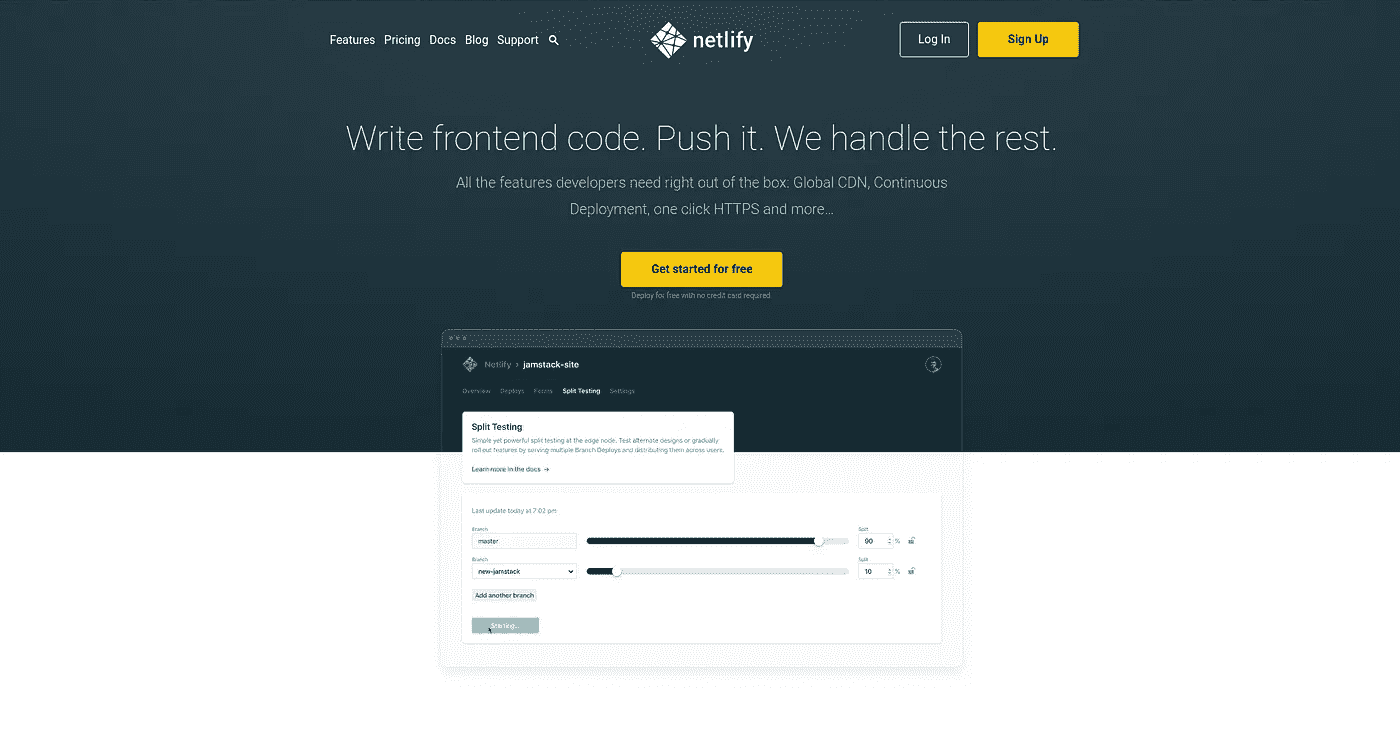 Features Pricing Docs Blog Support
netlify
Log In
Sign Up
Write frontend code. Push it. We handle the rest.
All the features developers need right out of the box: Global CDN, Continuous
Deployment, one click HTTPS and more...
Get started for free
Deploy for free with no credit card required
Netlify › jamstack-site
Overview Deploys Forms Split Testing Settings
Split Testing
Simple yet powerful split testing at the edge node. Test alternate designs or gradually
roll out features by serving multiple Branch Deploys and distributing them across users.
Learn more in the docs →
Last update today at 7:02 pm
Branch Split
master 90 %
Branch Split
new-jamstack 10 %
Add another branch